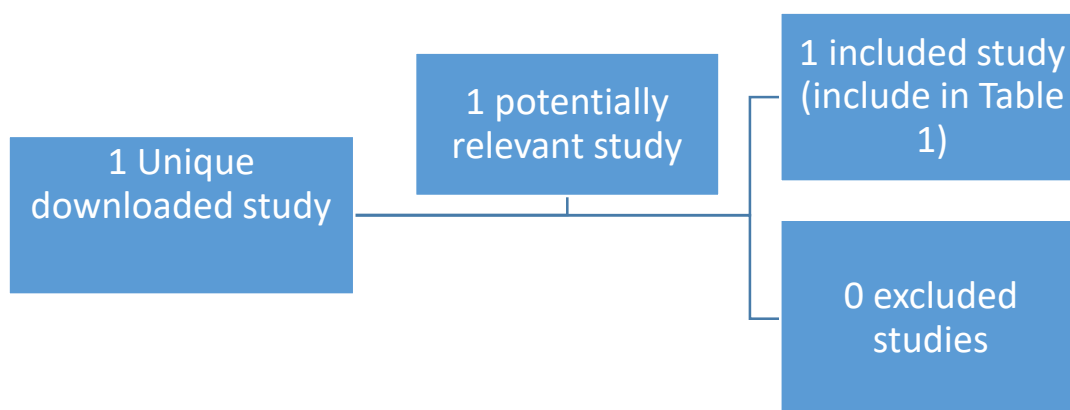 1 Unique
downloaded study
1 potentially
relevant study
1 included study
(include in Table
1)
0 excluded
studies